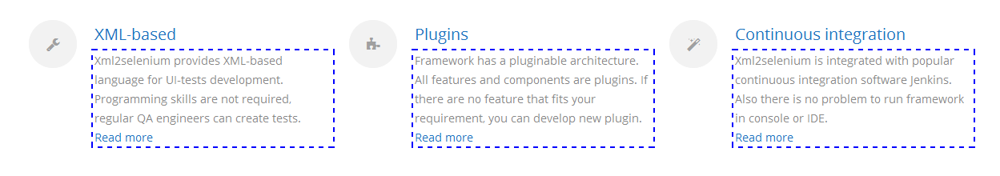 XML-based
Xml2selenium provides XML-based
language for UI-tests development.
Programming skills are not required,
regular QA engineers can create tests.
Read more
Plugins
Framework has a pluginable architecture.
All features and components are plugins. If
there are no feature that fits your
requirement, you can develop new plugin.
Read more
Continuous integration
Xml2selenium is integrated with popular
continuous integration software Jenkins.
Also there is no problem to run framework
in console or IDE.
Read more